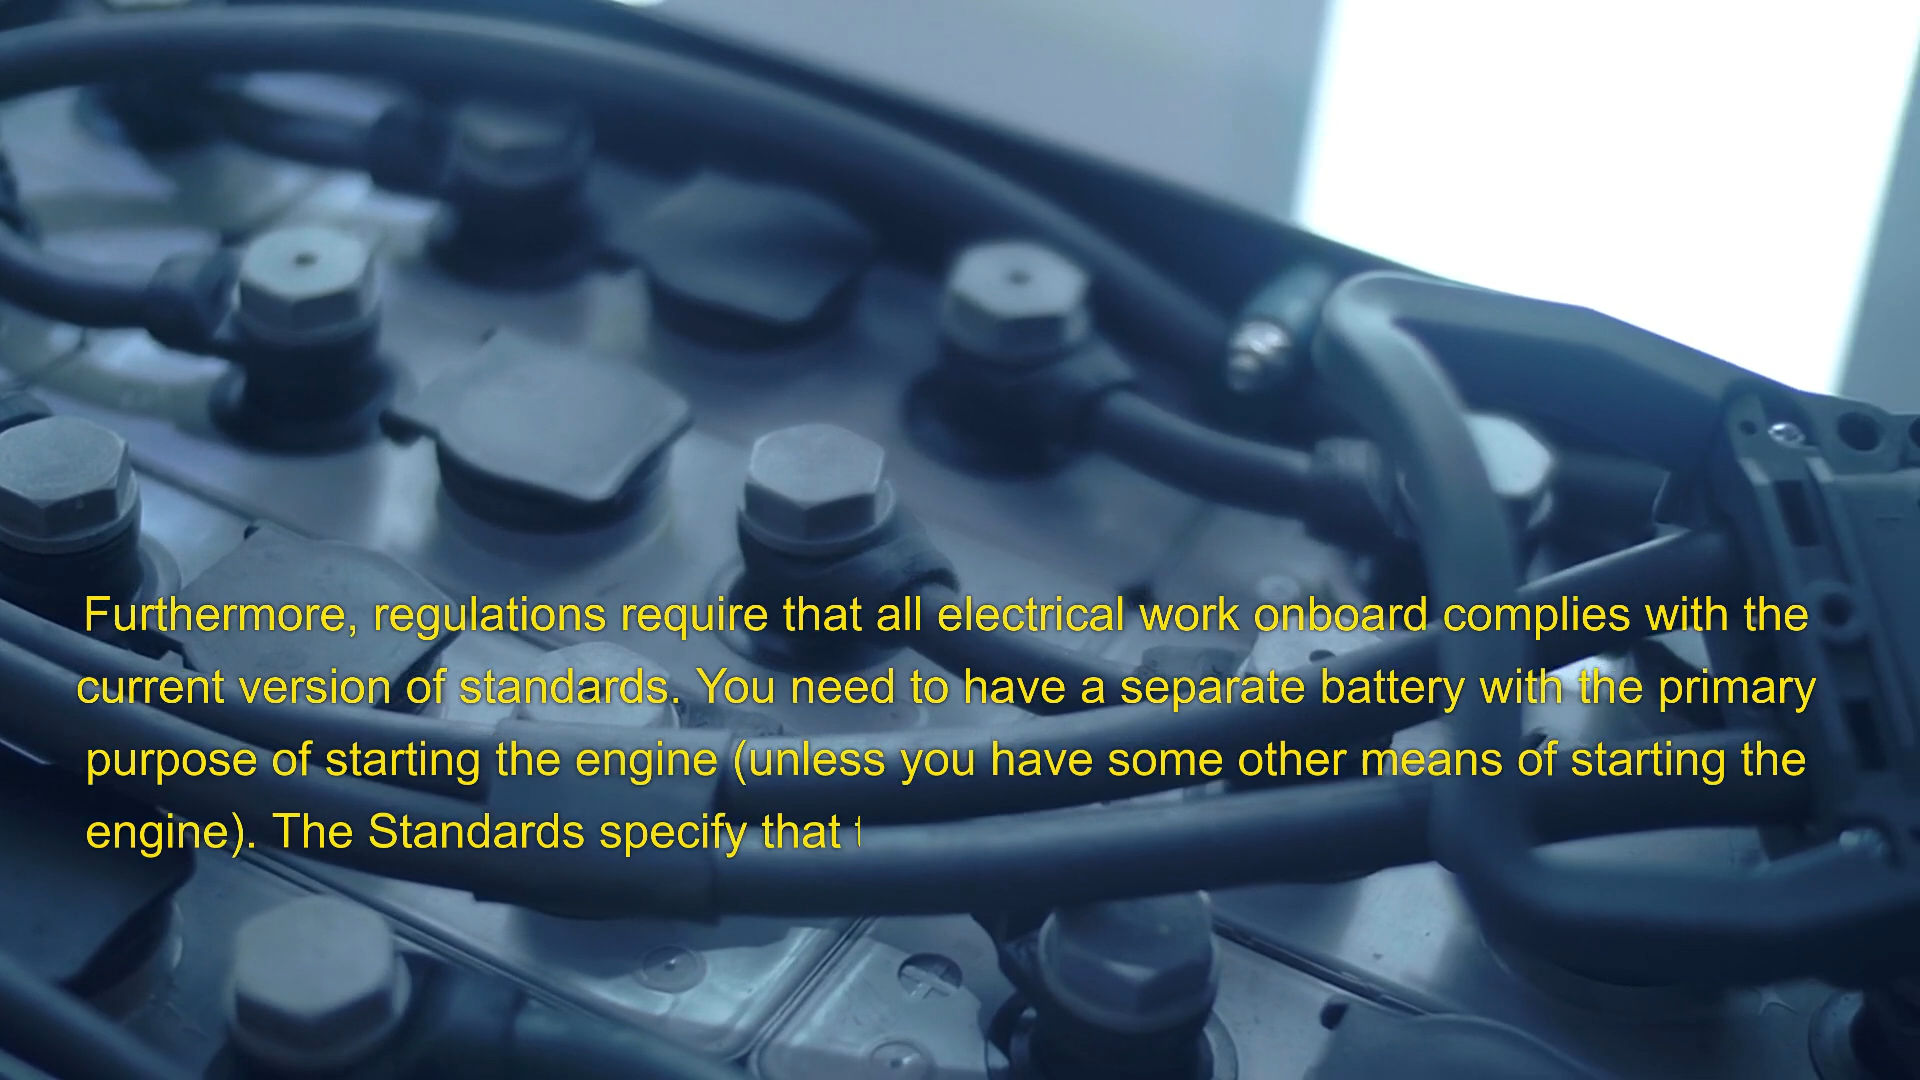 Furthermore, regulations require that all electrical work onboard complies with the
current version of standards. You need to have a separate battery with the primary
purpose of starting the engine (unless you have some other means of starting the
engine). The Standards specify that